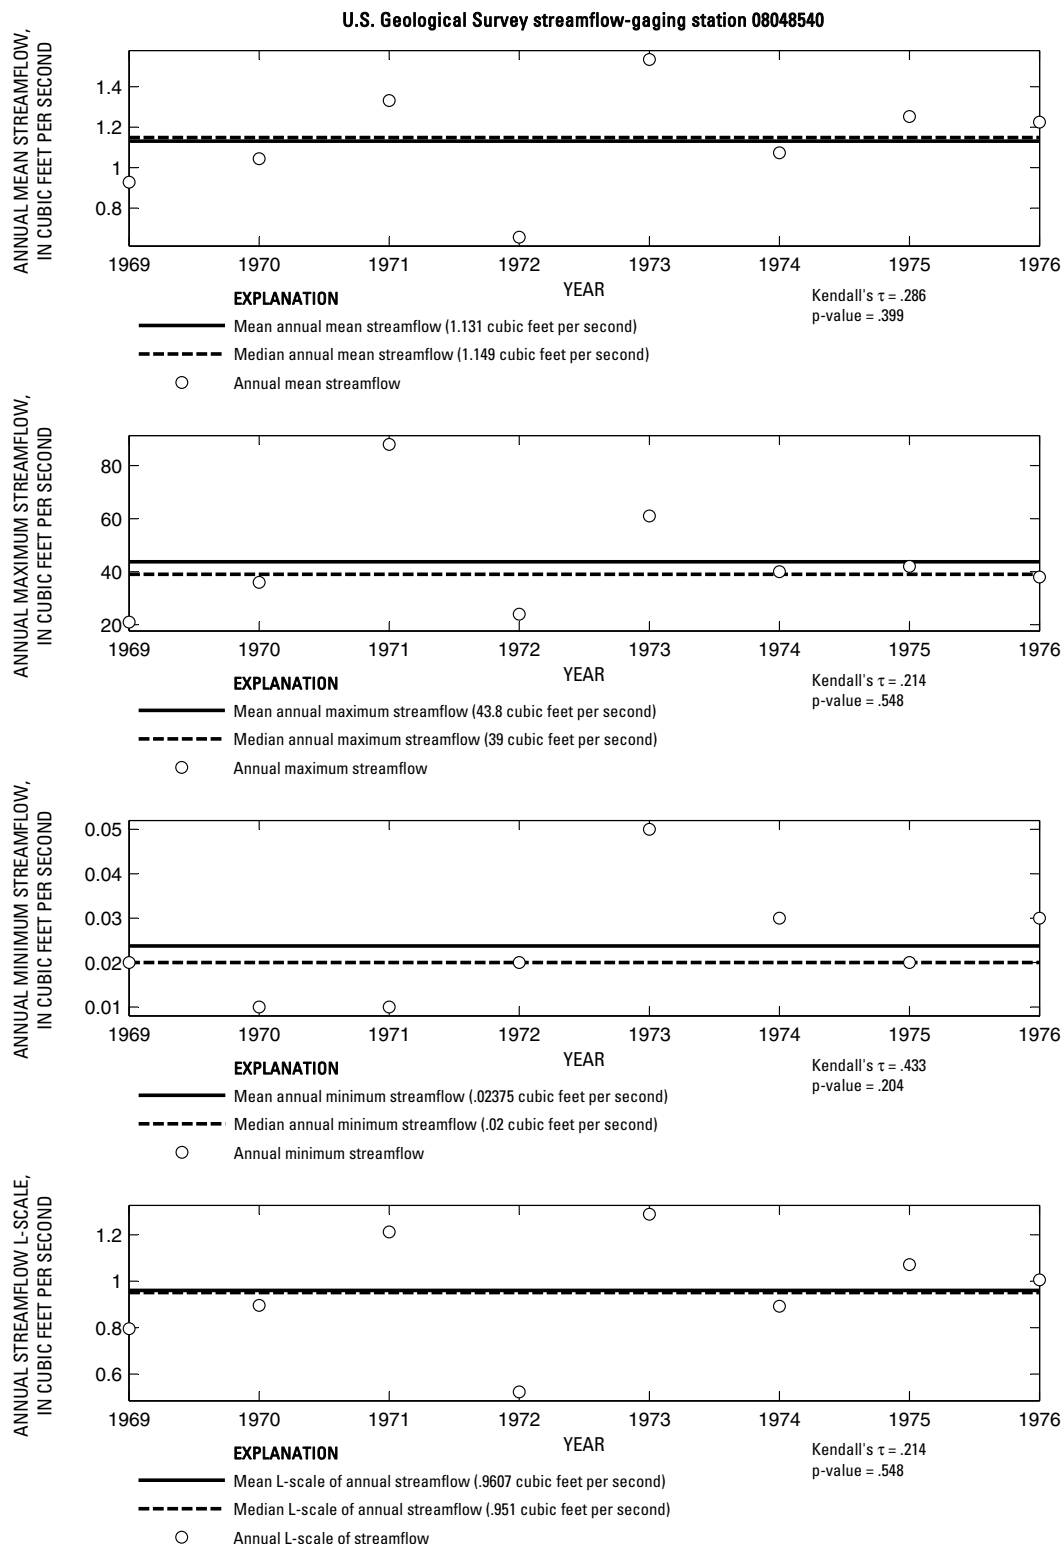 U.S. Geological Survey streamflow-gaging station 08048540
ANNUAL MEAN STREAMFLOW,
IN CUBIC FEET PER SECOND
1.4
1.2
1
0.8
1969 1970 1971 1972 1973 1974 1975 1976
YEAR
Kendall's τ = .286
p-value = .399
EXPLANATION
Mean annual mean streamflow (1.131 cubic feet per second)
Median annual mean streamflow (1.149 cubic feet per second)
Annual mean streamflow
ANNUAL MAXIMUM STREAMFLOW,
IN CUBIC FEET PER SECOND
80
60
40
20
1969 1970 1971 1972 1973 1974 1975 1976
YEAR
Kendall's τ = .214
p-value = .548
EXPLANATION
Mean annual maximum streamflow (43.8 cubic feet per second)
Median annual maximum streamflow (39 cubic feet per second)
Annual maximum streamflow
ANNUAL MINIMUM STREAMFLOW,
IN CUBIC FEET PER SECOND
0.05
0.04
0.03
0.02
0.01
1969 1970 1971 1972 1973 1974 1975 1976
YEAR
Kendall's τ = .433
p-value = .204
EXPLANATION
Mean annual minimum streamflow (.02375 cubic feet per second)
Median annual minimum streamflow (.02 cubic feet per second)
Annual minimum streamflow
ANNUAL STREAMFLOW L-SCALE,
IN CUBIC FEET PER SECOND
1.2
1
0.8
0.6
1969 1970 1971 1972 1973 1974 1975 1976
YEAR
Kendall's τ = .214
p-value = .548
EXPLANATION
Mean L-scale of annual streamflow (.9607 cubic feet per second)
Median L-scale of annual streamflow (.951 cubic feet per second)
Annual L-scale of streamflow